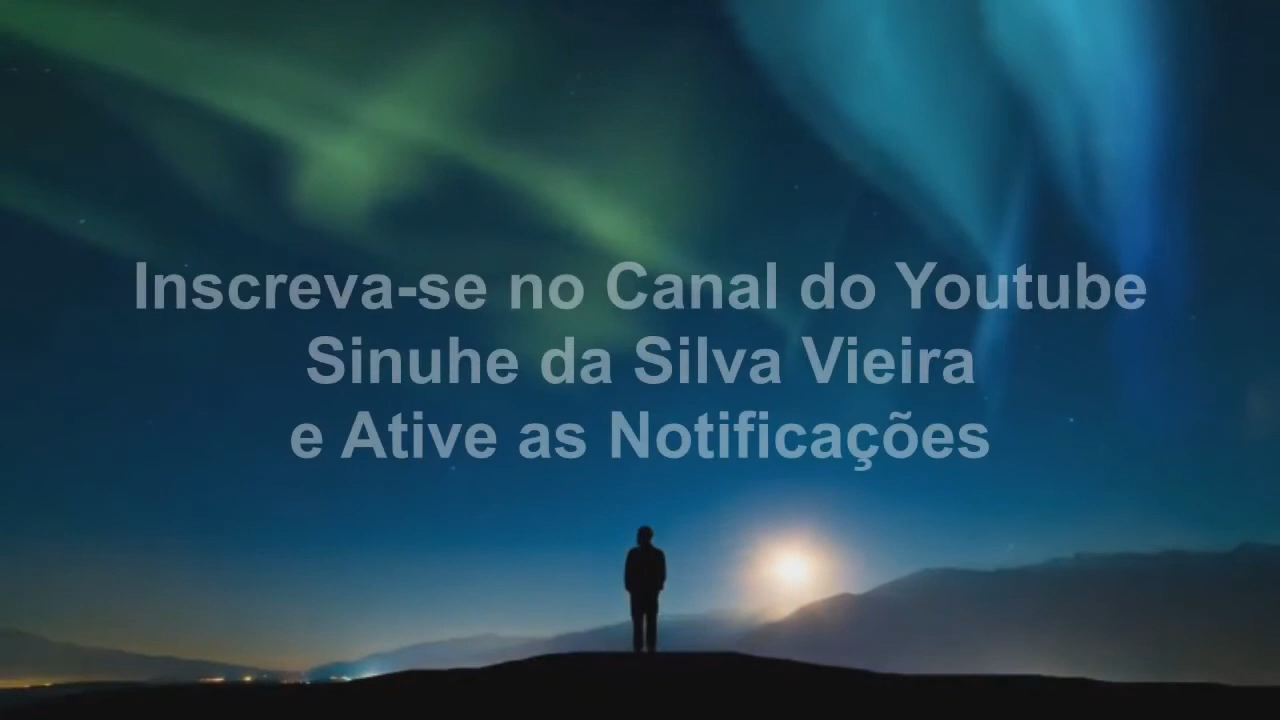 Inscreva-se no Canal do Youtube
Sinuhe da Silva Vieira
e Ative as Notificações